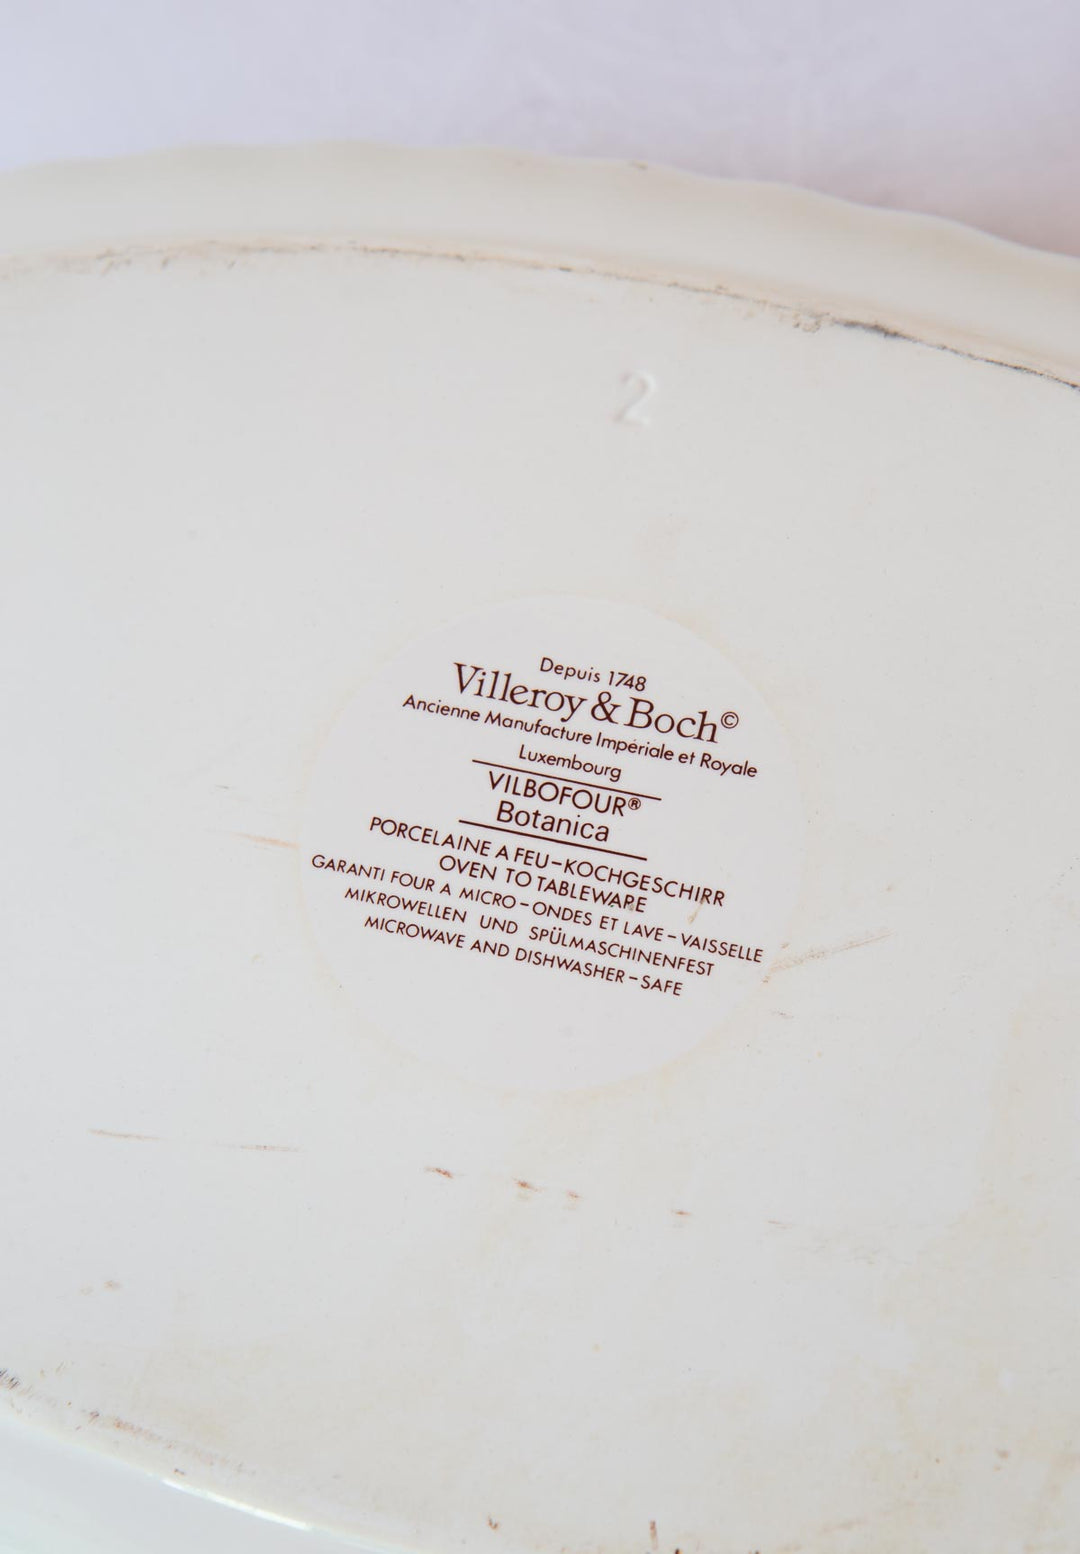 2
Depuis 1748
Villeroy & Boch©
Ancienne Manufacture Impériale et Royale
Luxembourg
VILBOFOUR®
Botanica
PORCELAINE A FEU-KOCHGESCHIRR
OVEN TO TABLEWARE
GARANTI FOUR A MICRO-ONDES ET LAVE-VAISSELLE
MIKROWELLEN UND SPÜLMASCHINENFEST
MICROWAVE AND DISHWASHER-SAFE